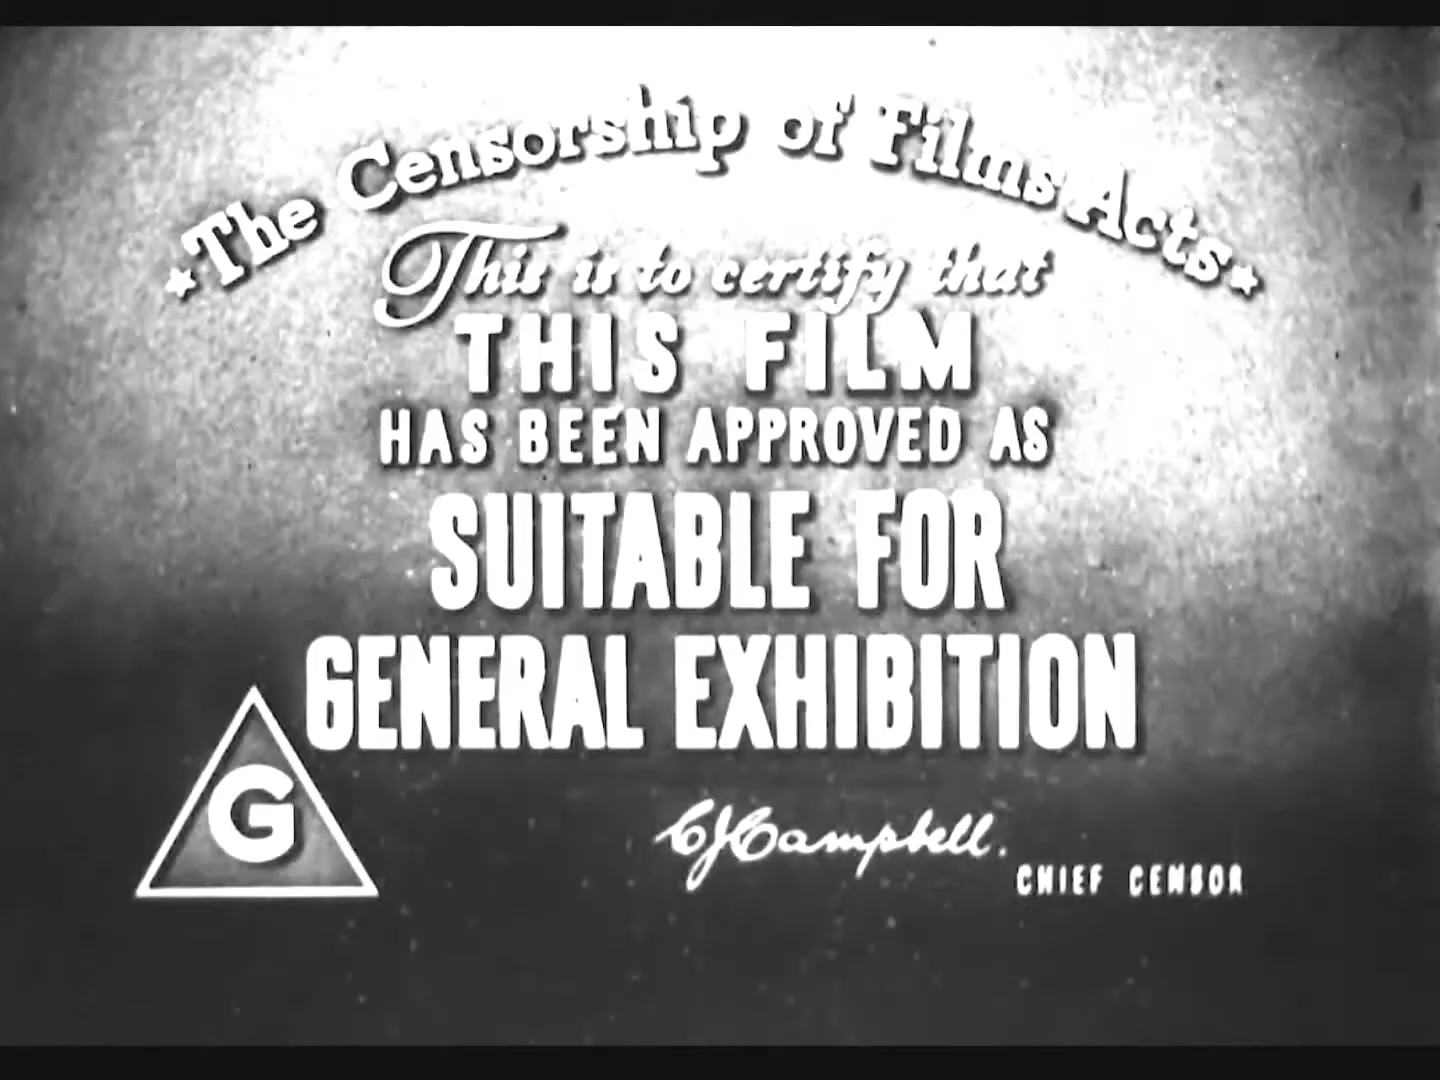 ★ The Censorship of Films Acts ★
This is to certify that
THIS FILM
HAS BEEN APPROVED AS
SUITABLE FOR
GENERAL EXHIBITION
G
CJCampbell.
CHIEF CENSOR